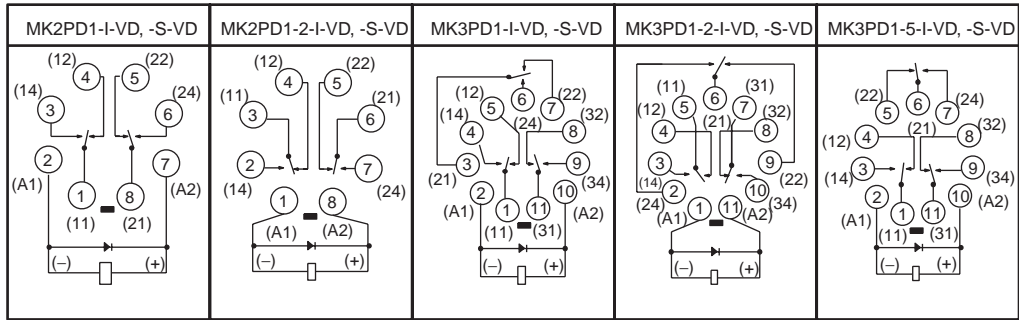 MK2PD1-I-VD, -S-VD
MK2PD1-2-I-VD, -S-VD
MK3PD1-I-VD, -S-VD
MK3PD1-2-I-VD, -S-VD
MK3PD1-5-I-VD, -S-VD
(12) (22)
4 5
(14) (24)
3 6
2 7
(A1) (A2)
1 8
(11) (21)
(–) (+)
(12) (22)
4 5
(11) (21)
3 6
2 7
(14) (24)
1 8
(A1) (A2)
(–) (+)
6
(12) 5 7 (22)
(14) (24) (32)
4 8
3 9
(21) (34)
2 10
(A1) 1 11 (A2)
(11) (31)
(–) (+)
(11) 6 (31)
5 7
(12) (21) (32)
4 8
3 9
(14) (22)
2 10
(24) (34)
(A1) 1 11 (A2)
(–) (+)
(22) 6 (24)
5 7
(12) (21) (32)
4 8
3 9
(14) (34)
2 10
(A1) 1 11 (A2)
(11) (31)
(–) (+)